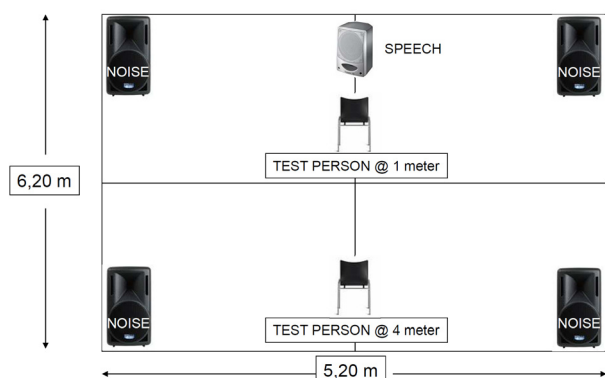 NOISE
SPEECH
NOISE
TEST PERSON @ 1 meter
6,20 m
NOISE
TEST PERSON @ 4 meter
NOISE
5,20 m